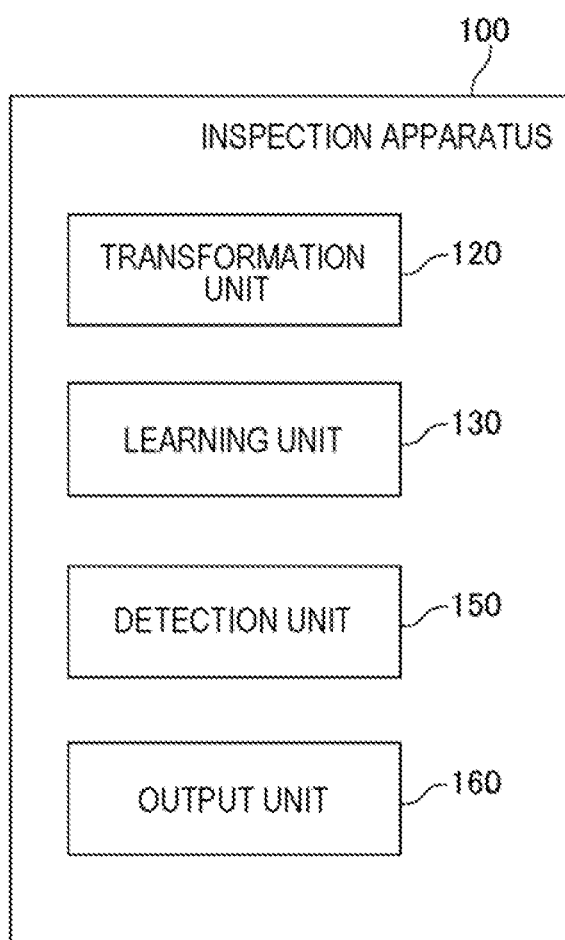 100
INSPECTION APPARATUS
TRANSFORMATION
UNIT
120
LEARNING UNIT
130
DETECTION UNIT
150
OUTPUT UNIT
160